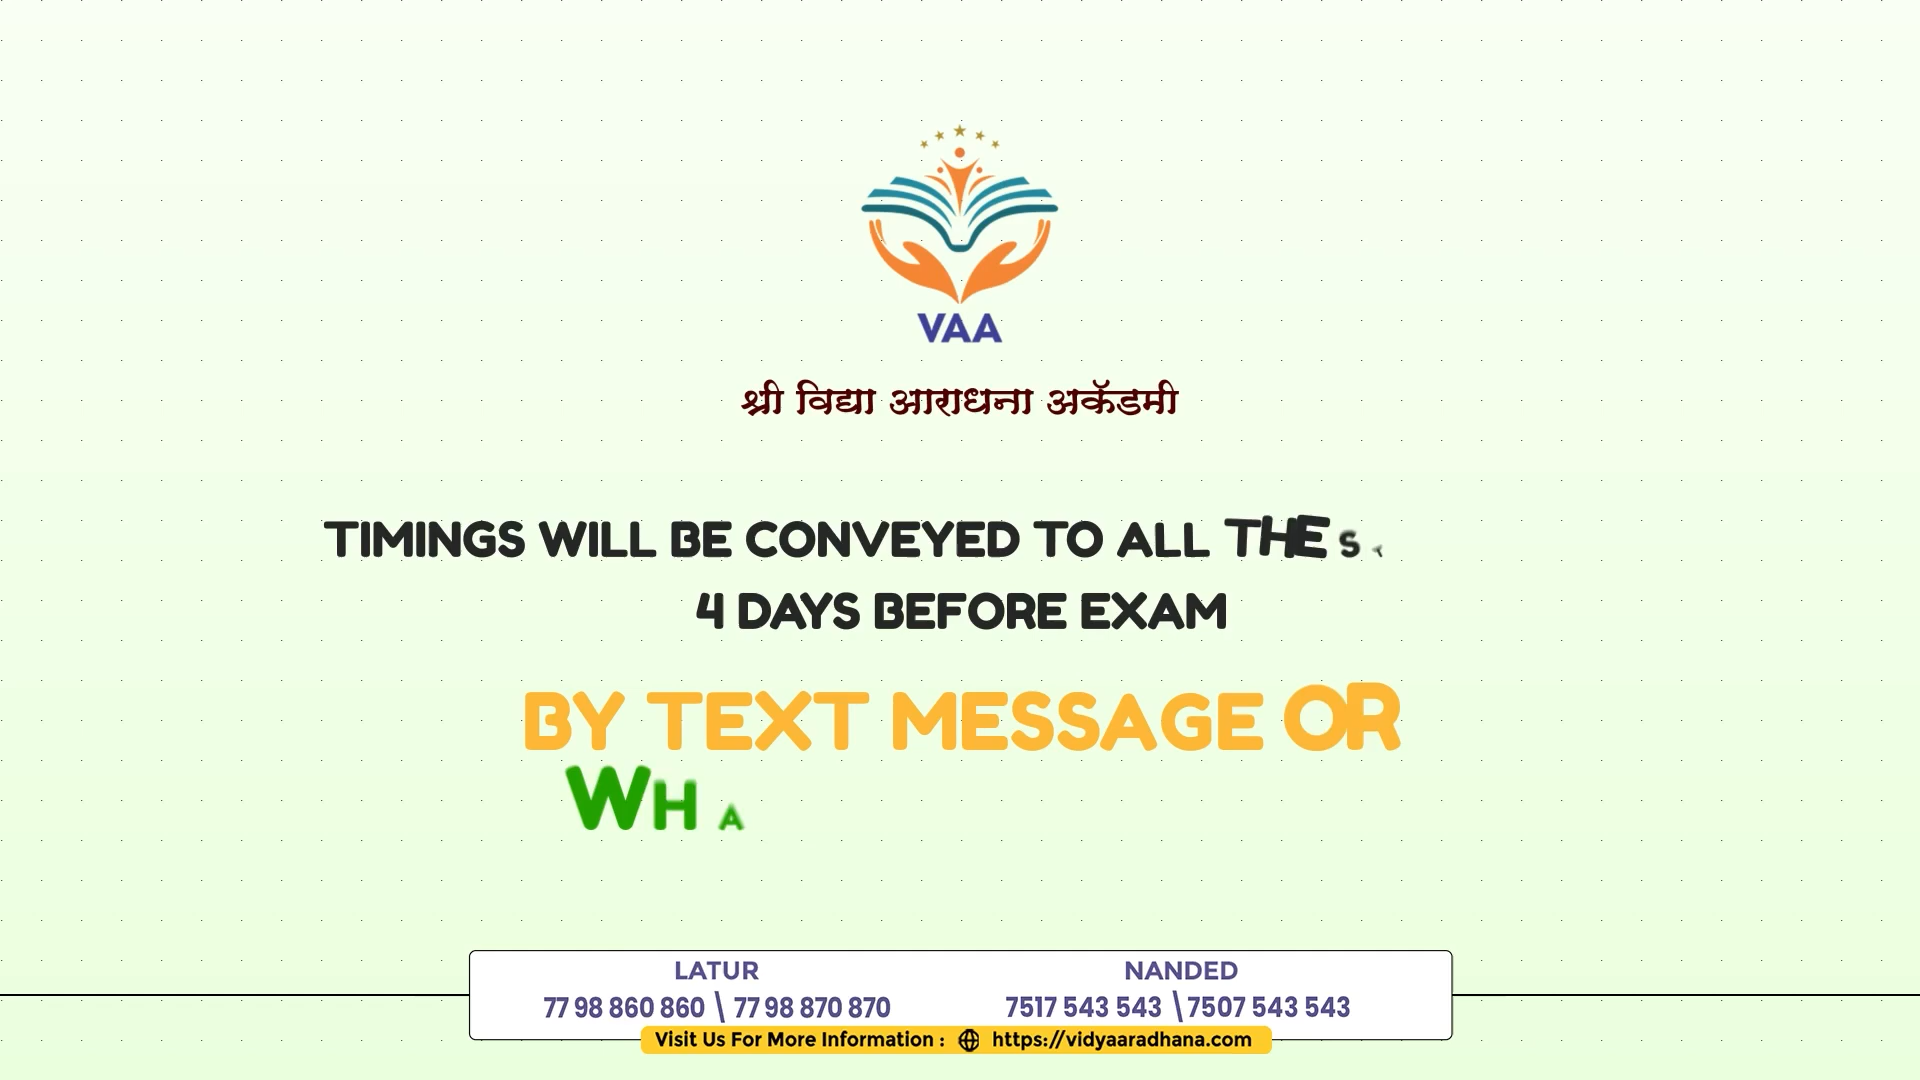 VAA
श्री विद्या आराधना अकॅडमी
TIMINGS WILL BE CONVEYED TO ALL THE S
4 DAYS BEFORE EXAM
BY TEXT MESSAGE OR
WHA
LATUR
77 98 860 860 \ 77 98 870 870
NANDED
7517 543 543 \ 7507 543 543
Visit Us For More Information : https://vidyaaradhana.com